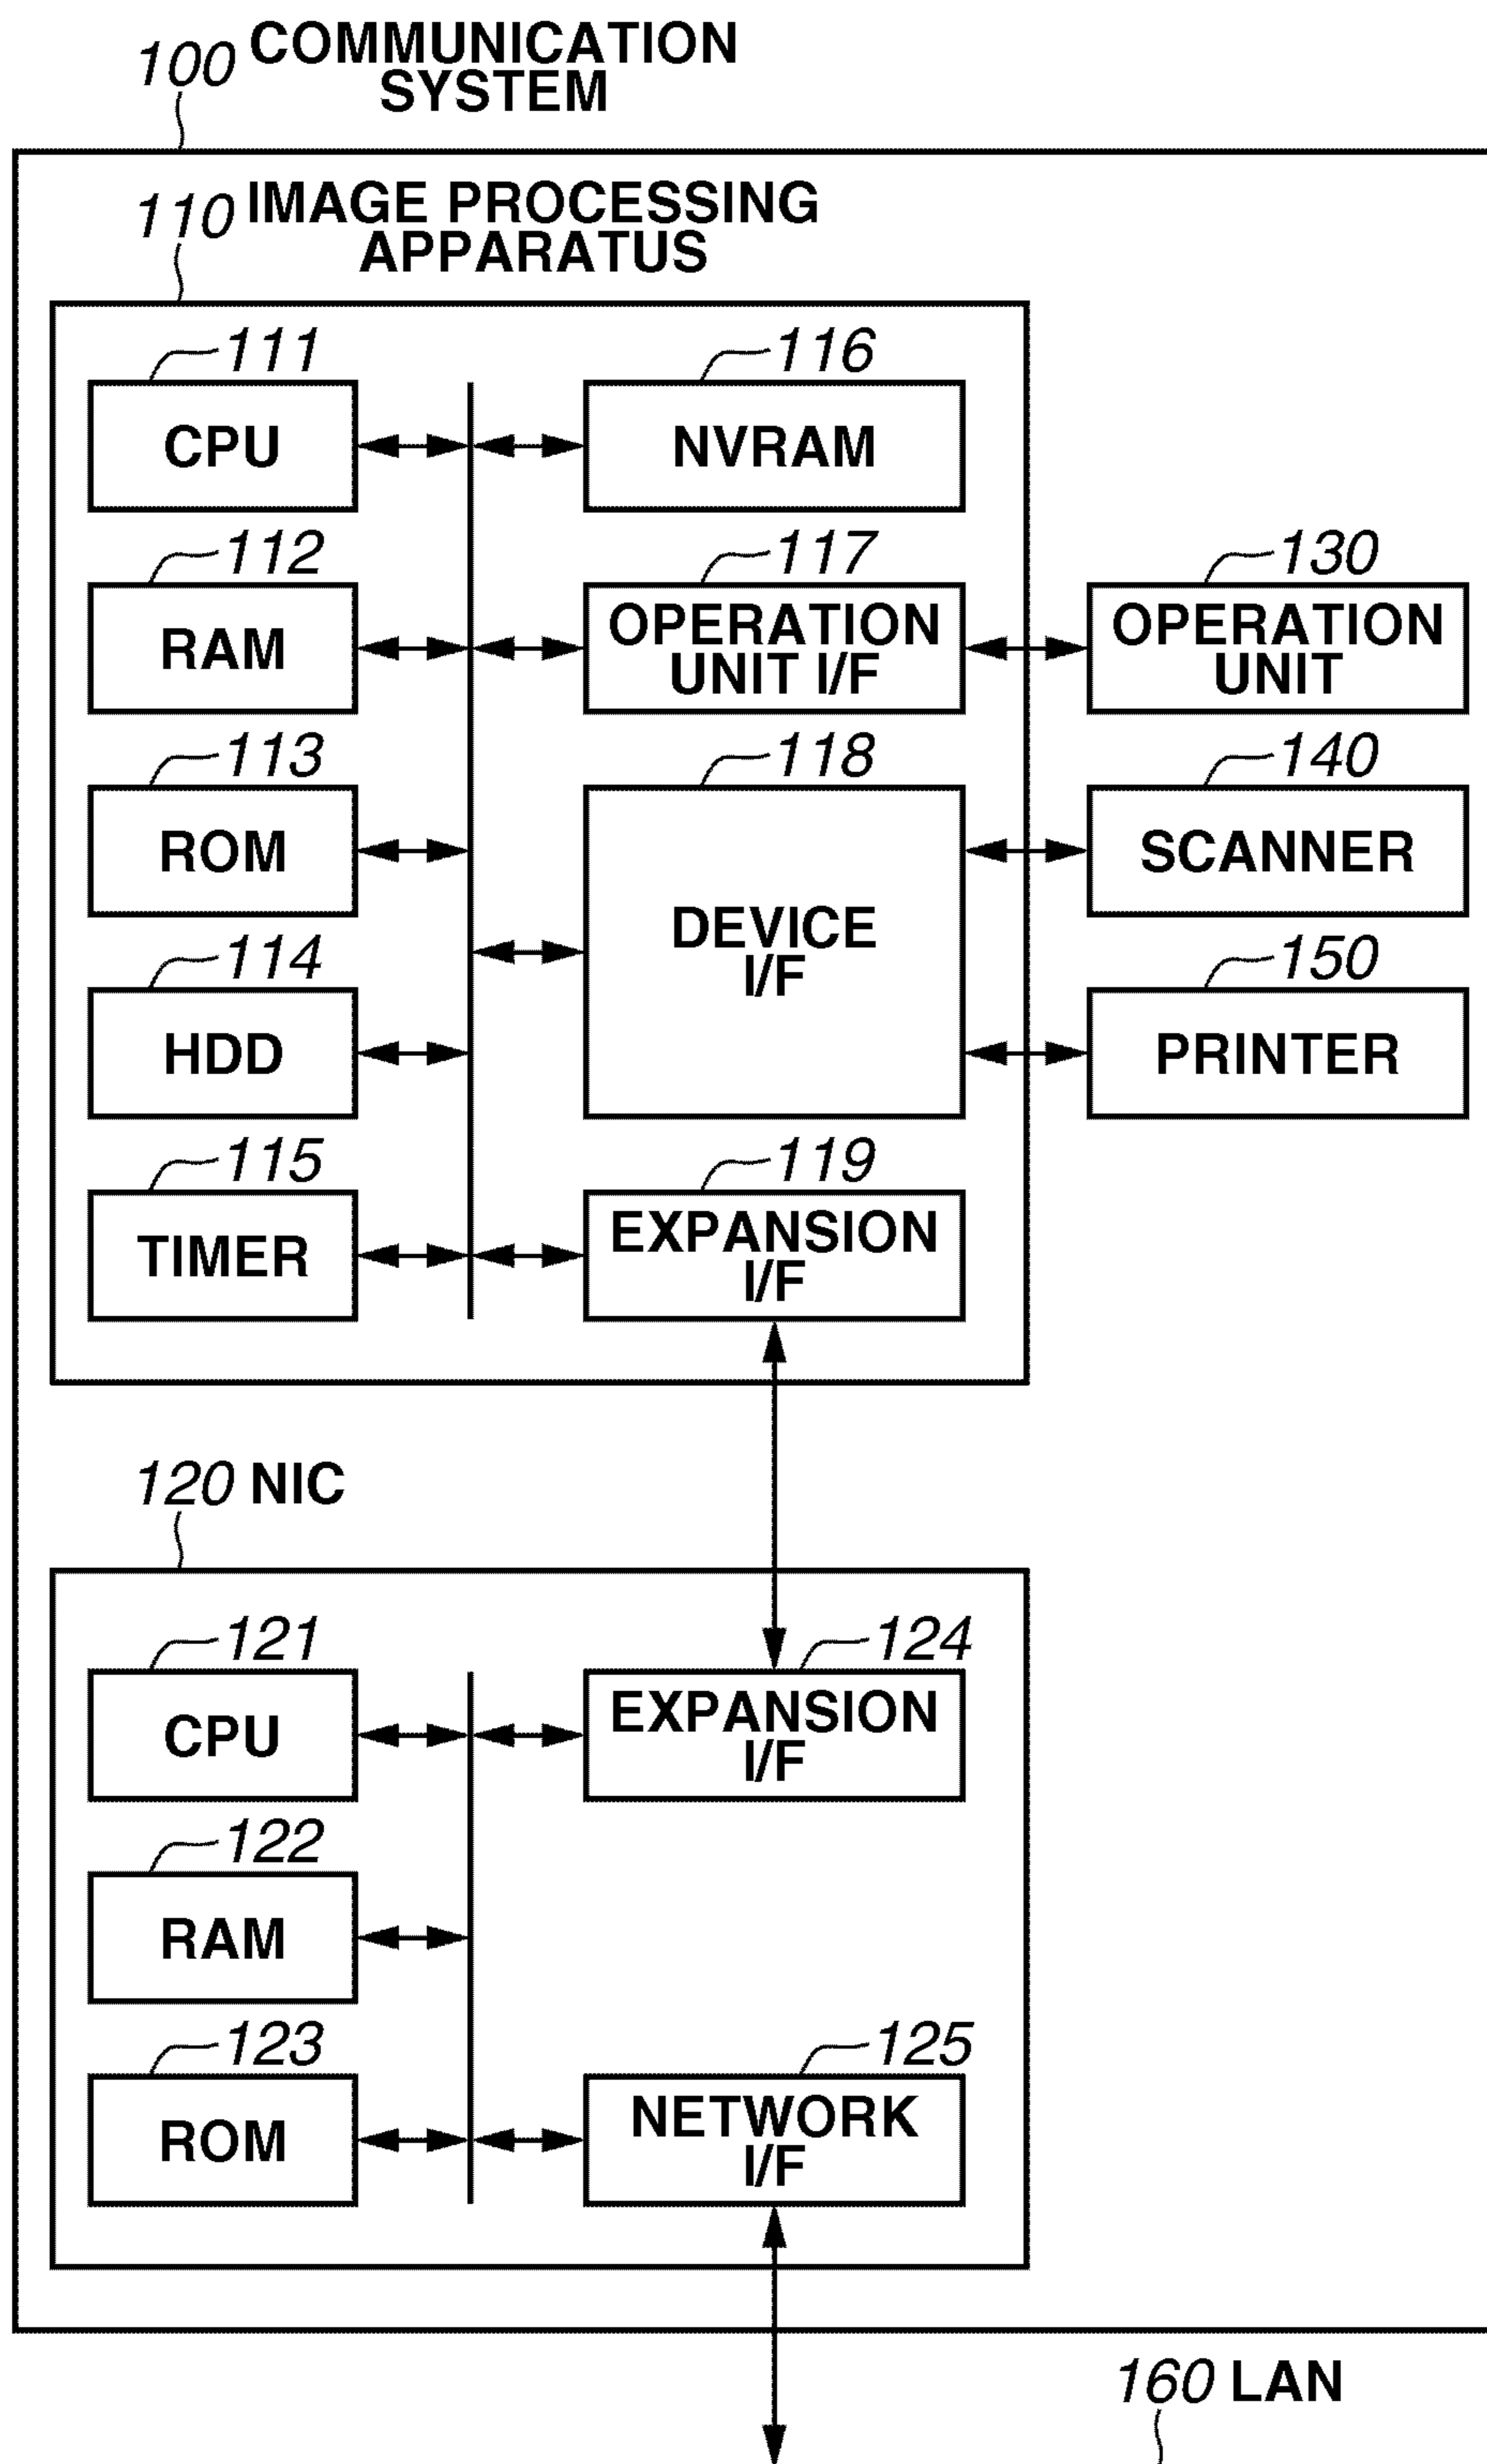 100 COMMUNICATION
SYSTEM
110 IMAGE PROCESSING
APPARATUS
111
CPU
116
NVRAM
112
RAM
117
OPERATION
UNIT I/F
130
OPERATION
UNIT
113
ROM
118
DEVICE
I/F
140
SCANNER
114
HDD
150
PRINTER
115
TIMER
119
EXPANSION
I/F
120 NIC
121
CPU
124
EXPANSION
I/F
122
RAM
123
ROM
125
NETWORK
I/F
160 LAN